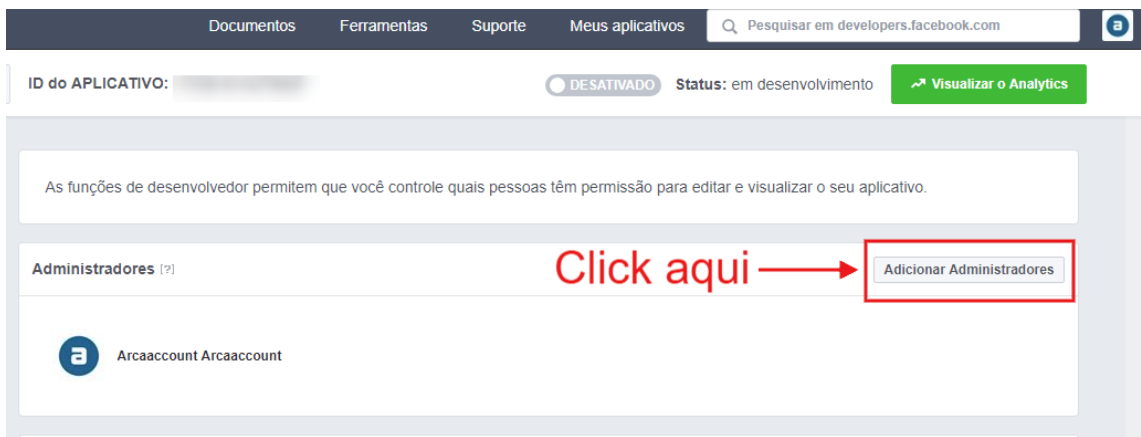 Documentos Ferramentas Suporte Meus aplicativos Pesquisar em developers.facebook.com
ID do APLICATIVO: DESATIVADO Status: em desenvolvimento Visualizar o Analytics
As funções de desenvolvedor permitem que você controle quais pessoas têm permissão para editar e visualizar o seu aplicativo.
Administradores [?] Click aqui Adicionar Administradores
Arcaaccount Arcaaccount